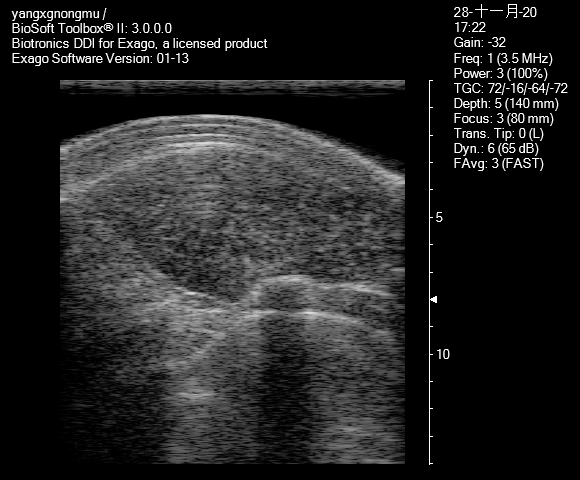 yangxgnongmu /
BioSoft Toolbox® II: 3.0.0.0
Biotronics DDI for Exago, a licensed product
Exago Software Version: 01-13
28-十一月-20
17:22
Gain: -32
Freq: 1 (3.5 MHz)
Power: 3 (100%)
TGC: 72/-16/-64/-72
Depth: 5 (140 mm)
Focus: 3 (80 mm)
Trans. Tip: 0 (L)
Dyn.: 6 (65 dB)
FAvg: 3 (FAST)
5
10